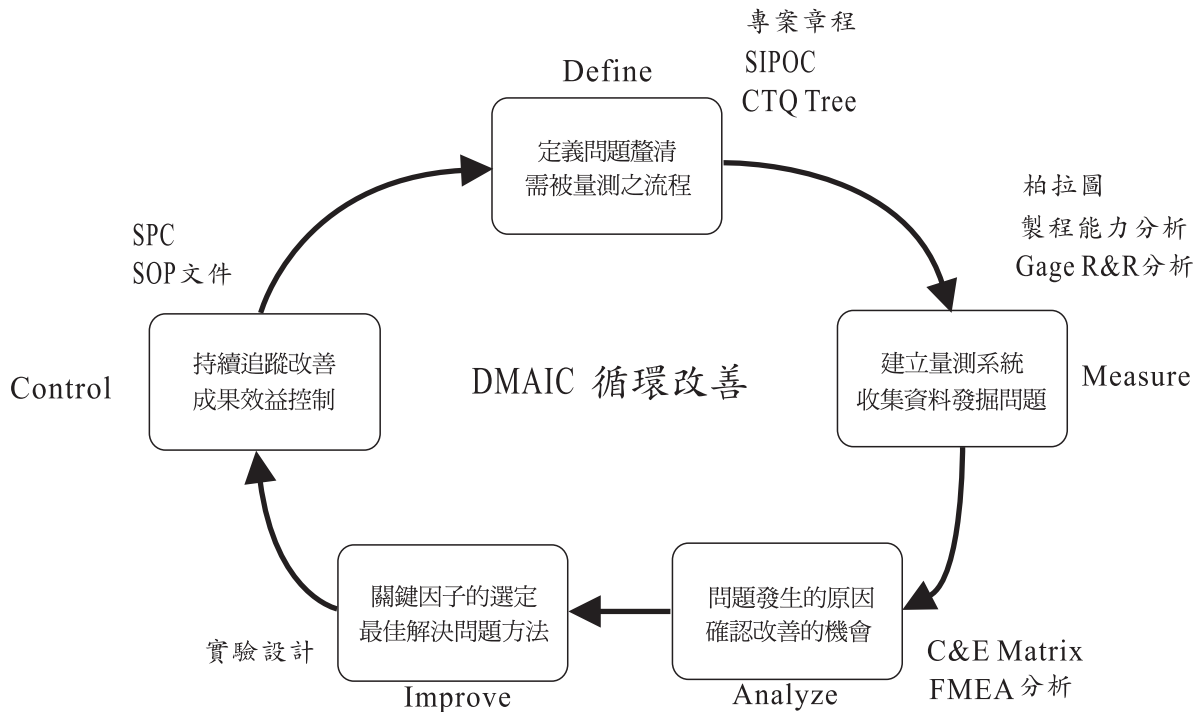 Define
專案章程
SIPOC
CTQ Tree
定義問題釐清
需被量測之流程
柏拉圖
製程能力分析
Gage R&R分析
建立量測系統
收集資料發掘問題
Measure
C&E Matrix
FMEA分析
問題發生的原因
確認改善的機會
Analyze
關鍵因子的選定
最佳解決問題方法
Improve
實驗設計
持續追蹤改善
成果效益控制
Control
SPC
SOP文件
DMAIC 循環改善